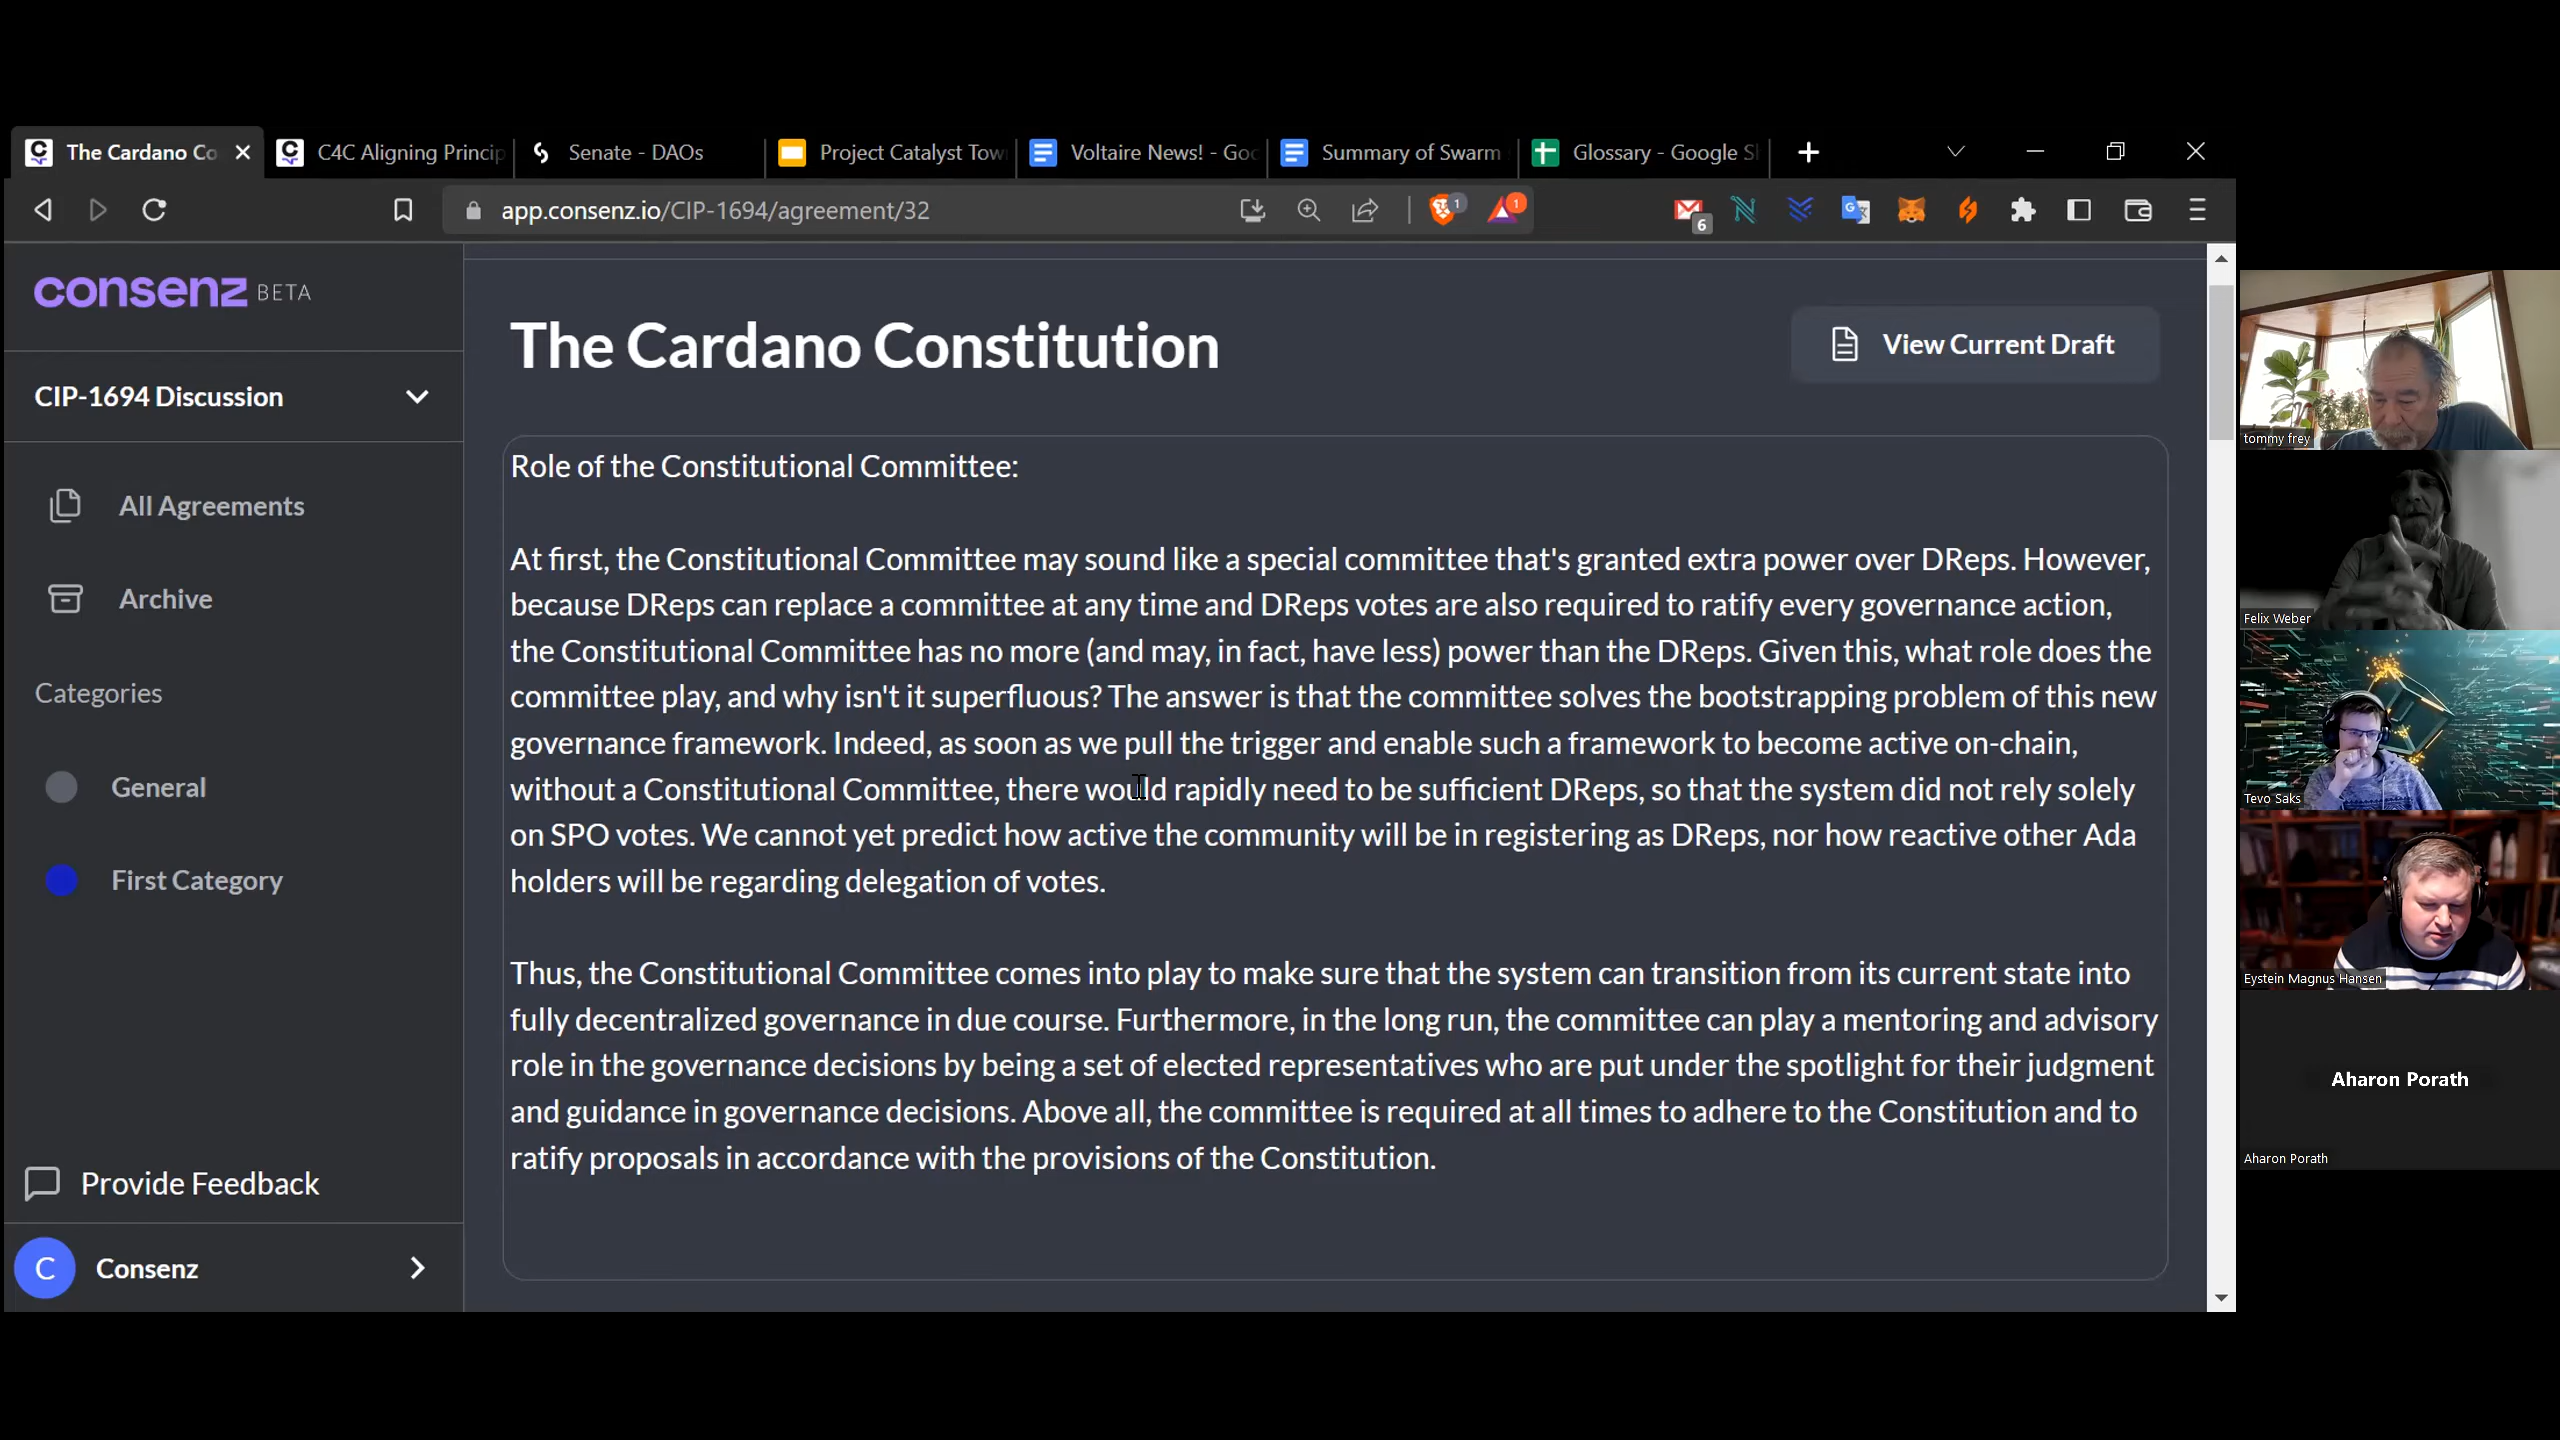 The Cardano Co
C4C Aligning Princip
Senate - DAOs
Project Catalyst Tow
Voltaire News! - Goo
Summary of Swarm
Glossary - Google Sh
app.consenz.io/CIP-1694/agreement/32
1
1
6
consenz BETA
CIP-1694 Discussion
All Agreements
Archive
Categories
General
First Category
Provide Feedback
C
Consenz
The Cardano Constitution
View Current Draft
Role of the Constitutional Committee:
At first, the Constitutional Committee may sound like a special committee that's granted extra power over DReps. However,
because DReps can replace a committee at any time and DReps votes are also required to ratify every governance action,
the Constitutional Committee has no more (and may, in fact, have less) power than the DReps. Given this, what role does the
committee play, and why isn't it superfluous? The answer is that the committee solves the bootstrapping problem of this new
governance framework. Indeed, as soon as we pull the trigger and enable such a framework to become active on-chain,
without a Constitutional Committee, there would rapidly need to be sufficient DReps, so that the system did not rely solely
on SPO votes. We cannot yet predict how active the community will be in registering as DReps, nor how reactive other Ada
holders will be regarding delegation of votes.
Thus, the Constitutional Committee comes into play to make sure that the system can transition from its current state into
fully decentralized governance in due course. Furthermore, in the long run, the committee can play a mentoring and advisory
role in the governance decisions by being a set of elected representatives who are put under the spotlight for their judgment
and guidance in governance decisions. Above all, the committee is required at all times to adhere to the Constitution and to
ratify proposals in accordance with the provisions of the Constitution.
tommy frey
Felix Weber
Tevo Saks
Eystein Magnus Hansen
Aharon Porath
Aharon Porath